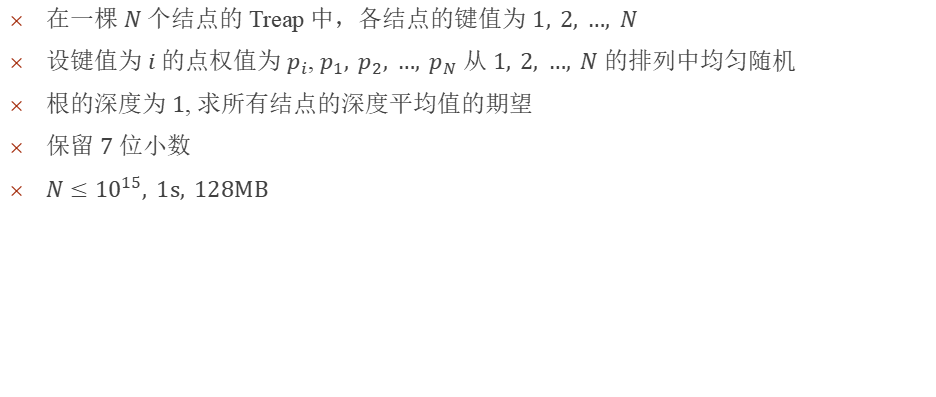 × 在一棵 N 个结点的 Treap 中，各结点的键值为 1, 2, …, N
× 设键值为 i 的点权值为 pᵢ, p₁, p₂, …, p_N 从 1, 2, …, N 的排列中均匀随机
× 根的深度为 1, 求所有结点的深度平均值的期望
× 保留 7 位小数
× N ≤ 10¹⁵, 1s, 128MB